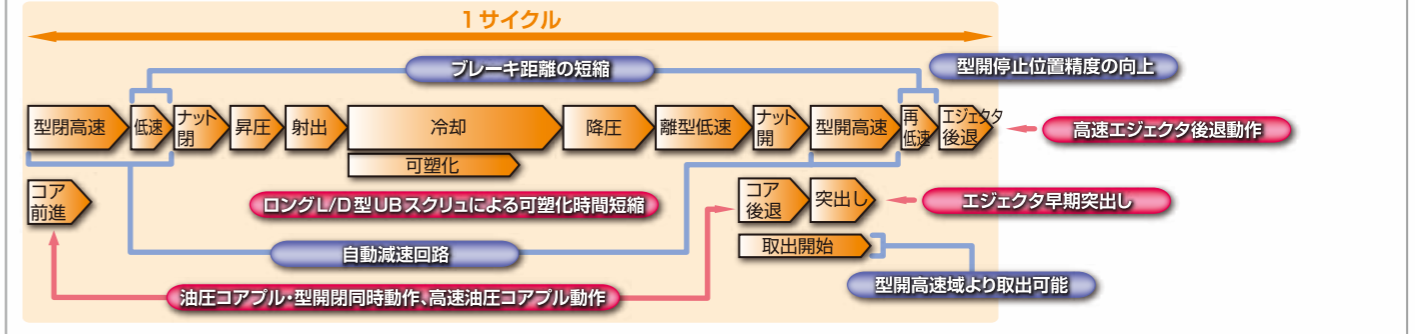 1サイクル
ブレーキ距離の短縮
型開停止位置精度の向上
型閉高速
低速
ナット
閉
昇圧
射出
冷却
降圧
離型低速
ナット
開
型開高速
再
低速
エジェクタ
後退
高速エジェクタ後退動作
可塑化
コア
前進
ロングL/D型UBスクリュによる可塑化時間短縮
コア
後退
突出し
エジェクタ早期突出し
自動減速回路
取出開始
型開高速域より取出可能
油圧コアプル・型開閉同時動作、高速油圧コアプル動作